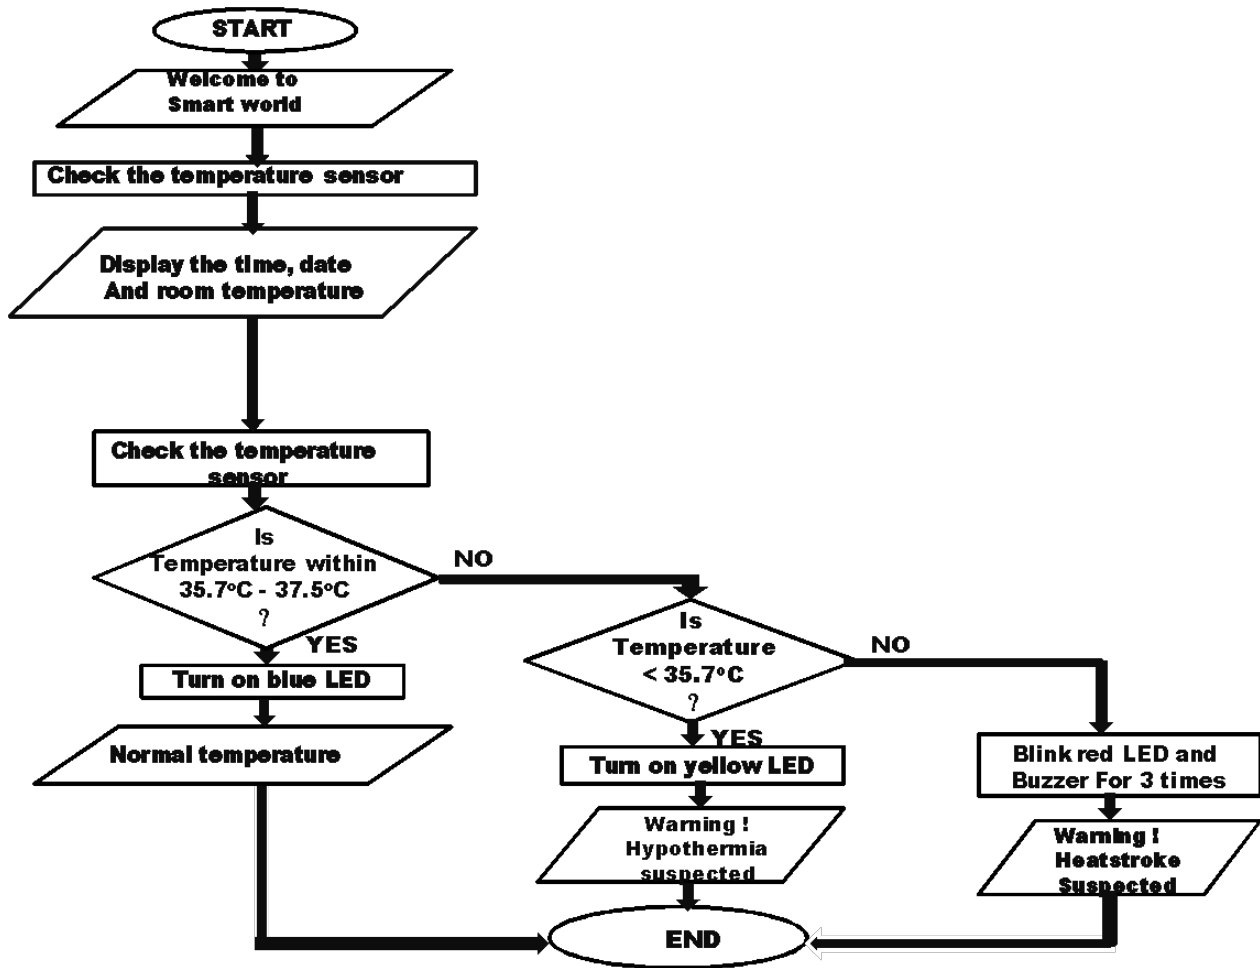 START
Welcome to
Smart world
Check the temperature sensor
Display the time, date
And room temperature
Check the temperature
sensor
Is
Temperature within
35.7°C - 37.5°C
?
NO
YES
Turn on blue LED
Normal temperature
Is
Temperature
< 35.7°C
?
NO
YES
Turn on yellow LED
Warning !
Hypothermia
suspected
Blink red LED and
Buzzer For 3 times
Warning !
Heatstroke
Suspected
END